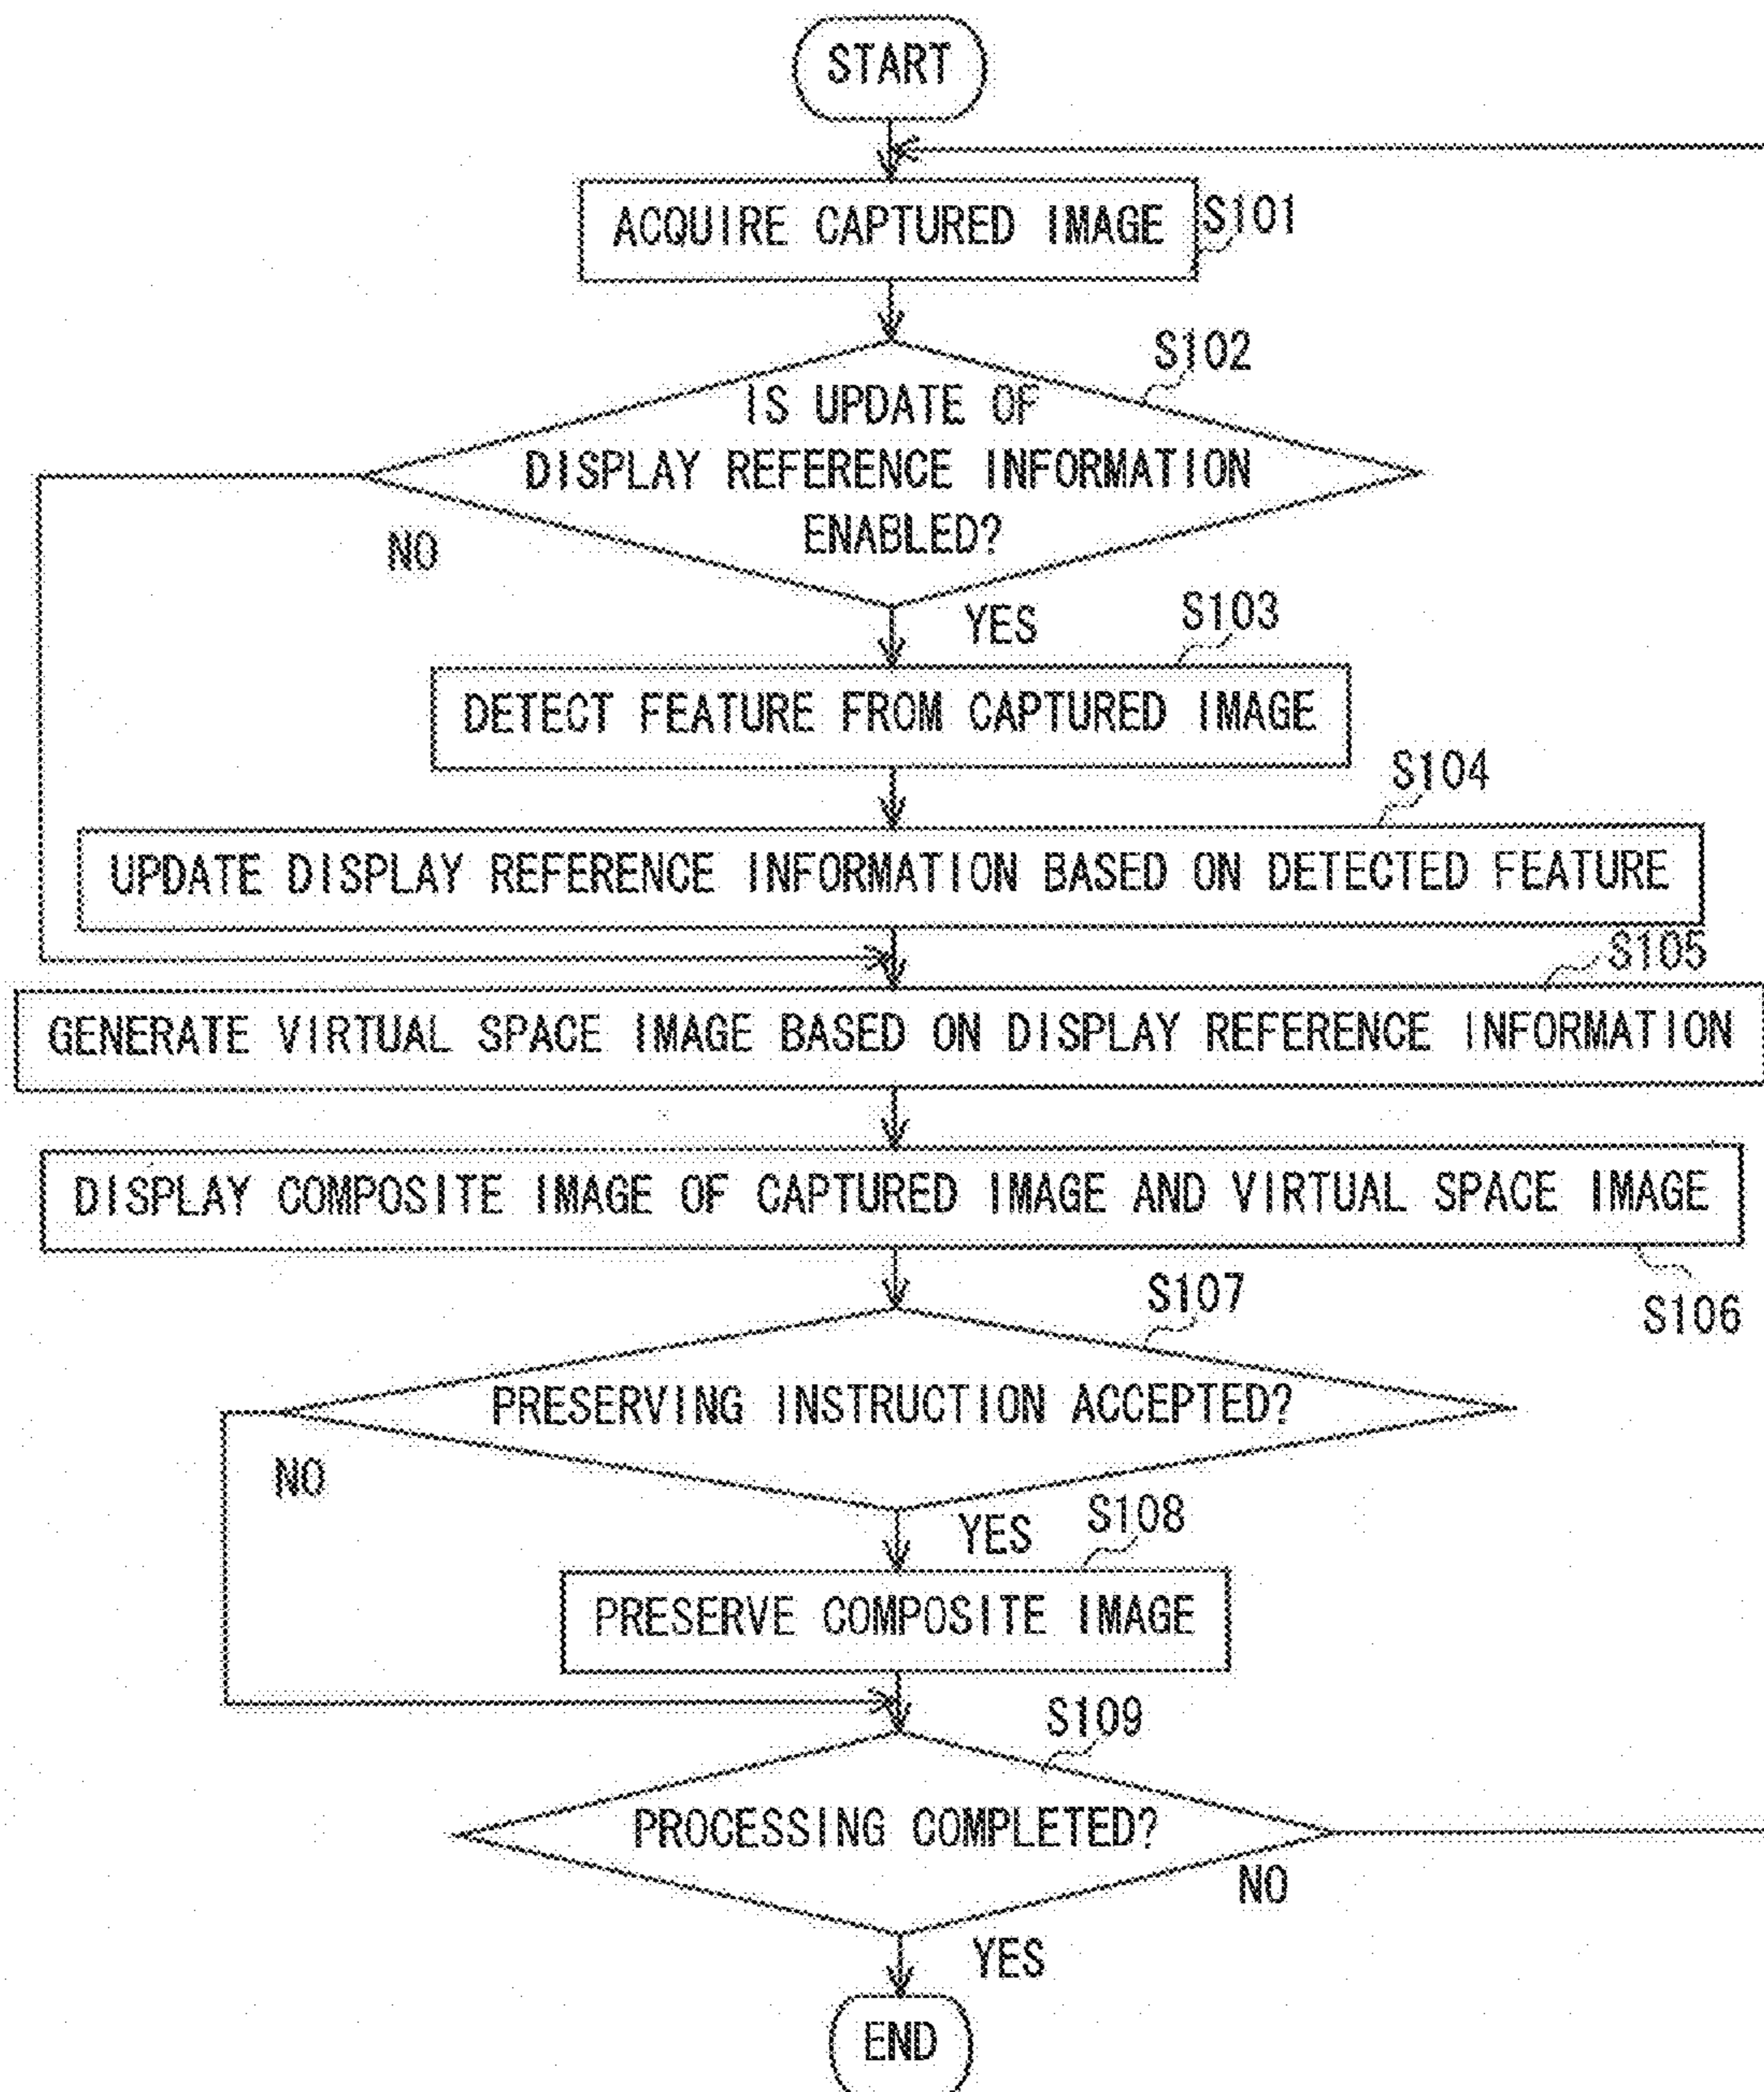 START
ACQUIRE CAPTURED IMAGE
S101
S102
IS UPDATE OF
DISPLAY REFERENCE INFORMATION
ENABLED?
NO
YES
S103
DETECT FEATURE FROM CAPTURED IMAGE
S104
UPDATE DISPLAY REFERENCE INFORMATION BASED ON DETECTED FEATURE
S105
GENERATE VIRTUAL SPACE IMAGE BASED ON DISPLAY REFERENCE INFORMATION
DISPLAY COMPOSITE IMAGE OF CAPTURED IMAGE AND VIRTUAL SPACE IMAGE
S106
S107
PRESERVING INSTRUCTION ACCEPTED?
NO
YES
S108
PRESERVE COMPOSITE IMAGE
S109
PROCESSING COMPLETED?
NO
YES
END